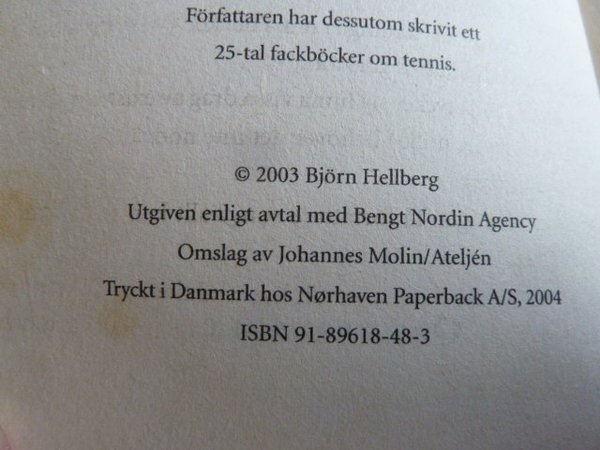 Författaren har dessutom skrivit ett
25-tal fackböcker om tennis.
© 2003 Björn Hellberg
Utgiven enligt avtal med Bengt Nordin Agency
Omslag av Johannes Molin/Ateljén
Tryckt i Danmark hos Nørhaven Paperback A/S, 2004
ISBN 91-89618-48-3